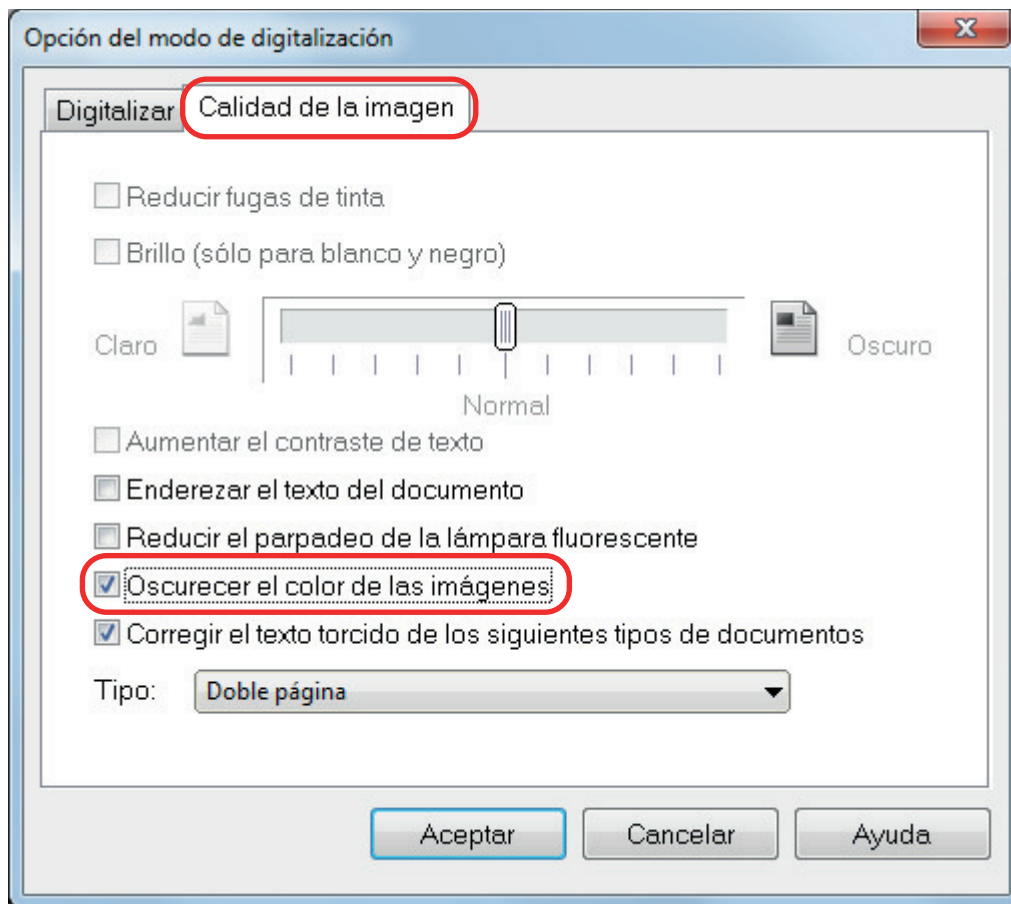 Opción del modo de digitalización
Digitalizar Calidad de la imagen
Reducir fugas de tinta
Brillo (sólo para blanco y negro)
Claro Oscuro
Normal
Aumentar el contraste de texto
Enderezar el texto del documento
Reducir el parpadeo de la lámpara fluorescente
Oscurecer el color de las imágenes
Corregir el texto torcido de los siguientes tipos de documentos
Tipo: Doble página
Aceptar Cancelar Ayuda